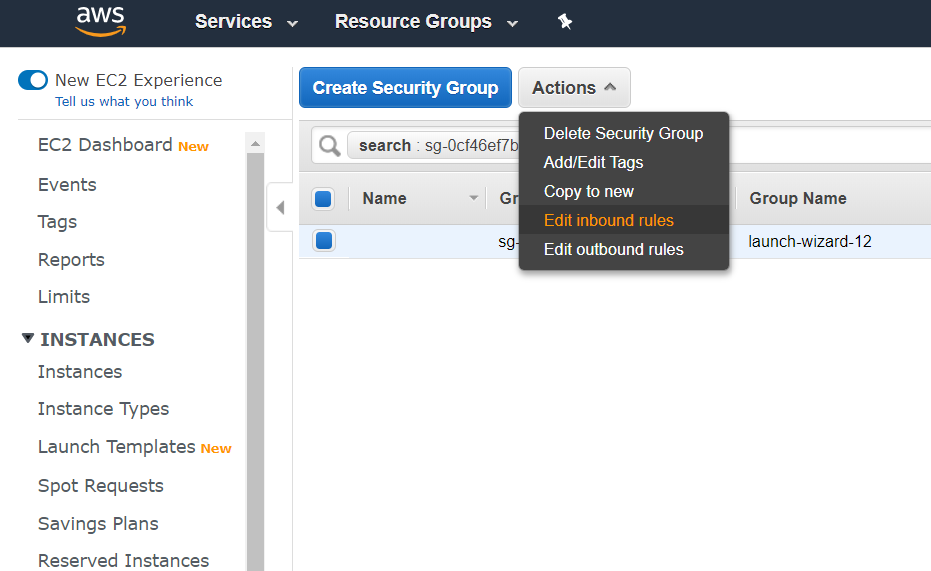 aws Services Resource Groups
New EC2 Experience
Tell us what you think
EC2 Dashboard New
Events
Tags
Reports
Limits
INSTANCES
Instances
Instance Types
Launch Templates New
Spot Requests
Savings Plans
Reserved Instances
Create Security Group Actions
Delete Security Group
Add/Edit Tags
Copy to new
Edit inbound rules
Edit outbound rules
search : sg-0cf46ef7b
Name Gr Group Name
sg- launch-wizard-12